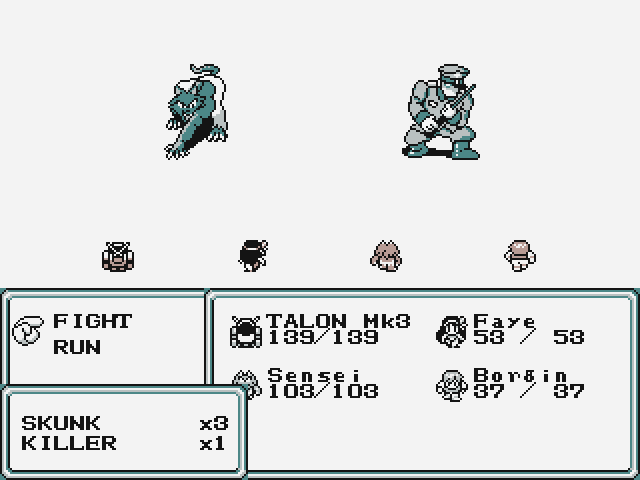 FIGHT
RUN
SKUNK x3
KILLER x1
TALON Mk3
139/139
Faye
53/ 53
Sensei
103/103
Borgin
37/ 37